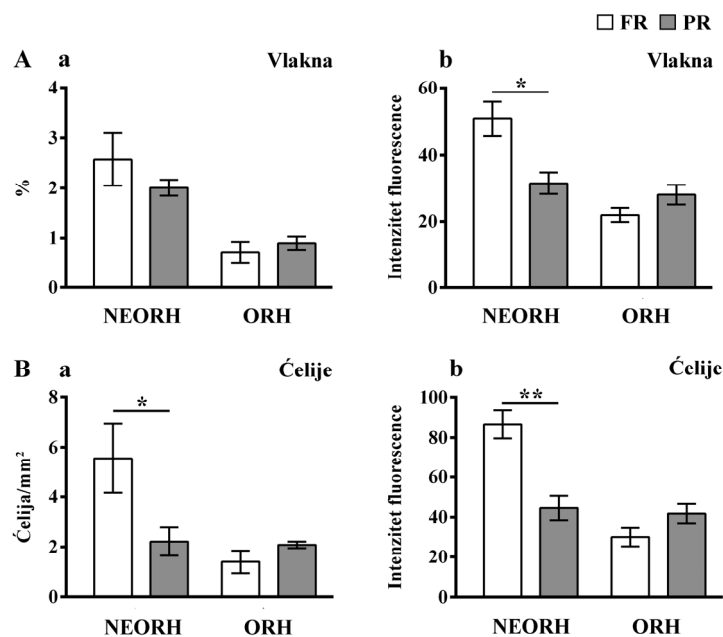 FR PR
A a Vlakna
%
4
3
2
1
0
NEORH ORH
b Vlakna
Intenzitet fluorescence
60
40
20
0
*
NEORH ORH
B a Ćelije
Ćelija/mm²
8
6
4
2
0
*
NEORH ORH
b Ćelije
Intenzitet fluorescence
100
80
60
40
20
0
**
NEORH ORH